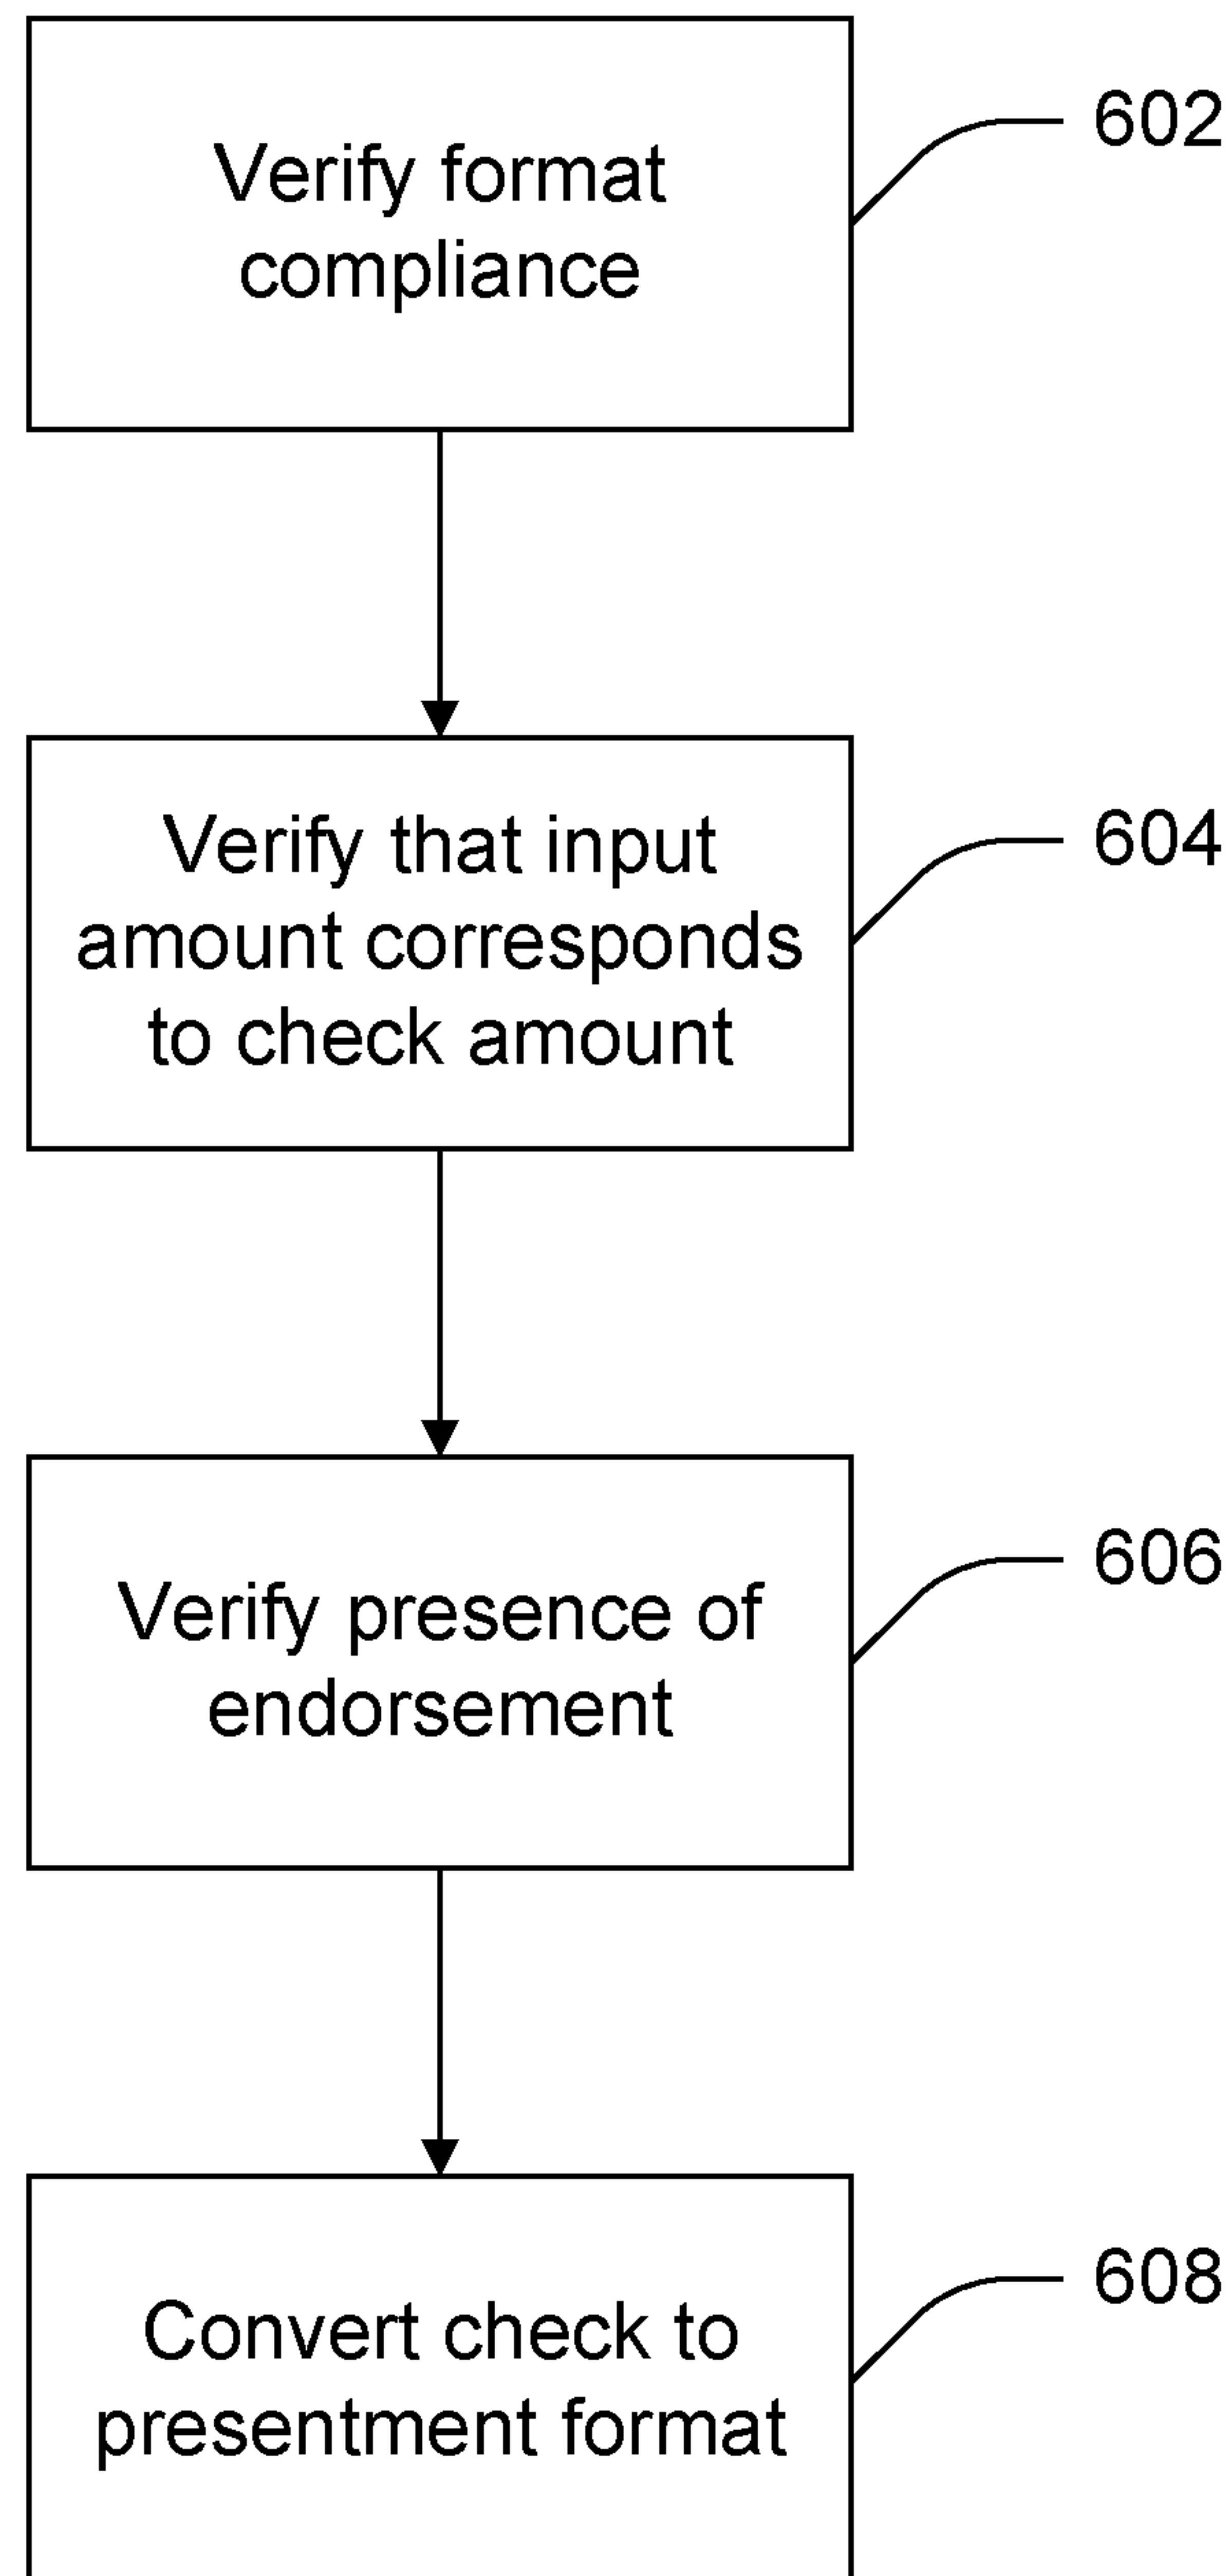 Verify format
compliance
602
Verify that input
amount corresponds
to check amount
604
Verify presence of
endorsement
606
Convert check to
presentment format
608